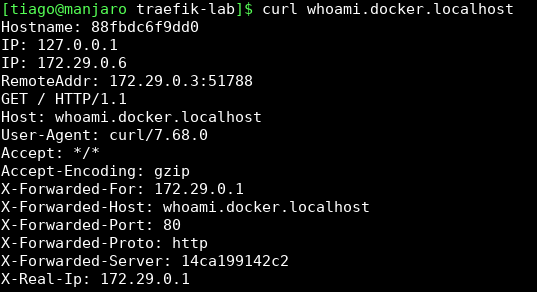 [tiago@manjaro traefik-lab]$ curl whoami.docker.localhost
Hostname: 88fbdc6f9dd0
IP: 127.0.0.1
IP: 172.29.0.6
RemoteAddr: 172.29.0.3:51788
GET / HTTP/1.1
Host: whoami.docker.localhost
User-Agent: curl/7.68.0
Accept: */*
Accept-Encoding: gzip
X-Forwarded-For: 172.29.0.1
X-Forwarded-Host: whoami.docker.localhost
X-Forwarded-Port: 80
X-Forwarded-Proto: http
X-Forwarded-Server: 14ca199142c2
X-Real-Ip: 172.29.0.1